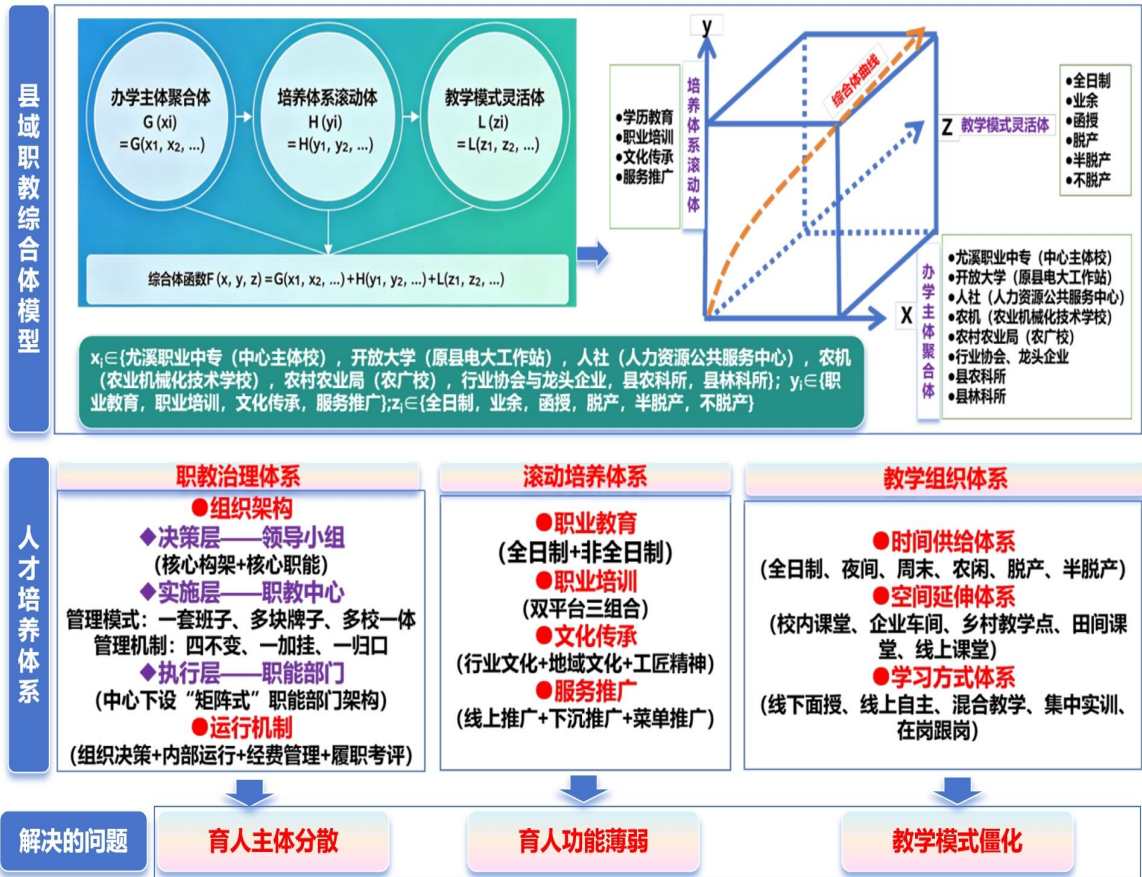 县域职教综合体模型
办学主体聚合体
G (xi)
=G(x1, x2, ...)
培养体系滚动体
H (yi)
=H(y1, y2, ...)
教学模式灵活体
L (zi)
=L(z1, z2, ...)
综合体函数F (x, y, z) =G(x1, x2, ...)+H(y1, y2, ...)+L(z1, z2, ...)
y
培养体系滚动体
●学历教育
●职业培训
●文化传承
●服务推广
综合体曲线
Z 教学模式灵活体
●全日制
●业余
●函授
●脱产
●半脱产
●不脱产
X
办学主体聚合体
●尤溪职业中专（中心主体校）
●开放大学（原县电大工作站）
●人社（人力资源公共服务中心）
●农机（农业机械化技术学校）
●农村农业局（农广校）
●行业协会、龙头企业
●县农科所
●县林科所
xi∈{尤溪职业中专（中心主体校），开放大学（原县电大工作站），人社（人力资源公共服务中心），农机
（农业机械化技术学校），农村农业局（农广校），行业协会与龙头企业，县农科所，县林科所}；yi∈{职
业教育，职业培训，文化传承，服务推广};zi∈{全日制，业余，函授，脱产，半脱产，不脱产}
人才培养体系
职教治理体系
●组织架构
◆决策层——领导小组
（核心构架+核心职能）
◆实施层——职教中心
管理模式：一套班子、多块牌子、多校一体
管理机制：四不变、一加挂、一归口
◆执行层——职能部门
（中心下设“矩阵式”职能部门架构）
●运行机制
（组织决策+内部运行+经费管理+履职考评）
滚动培养体系
●职业教育
（全日制+非全日制）
●职业培训
（双平台三组合）
●文化传承
（行业文化+地域文化+工匠精神）
●服务推广
（线上推广+下沉推广+菜单推广）
教学组织体系
●时间供给体系
（全日制、夜间、周末、农闲、脱产、半脱产）
●空间延伸体系
（校内课堂、企业车间、乡村教学点、田间课
堂、线上课堂）
●学习方式体系
（线下面授、线上自主、混合教学、集中实训、
在岗跟岗）
解决的问题
育人主体分散
育人功能薄弱
教学模式僵化